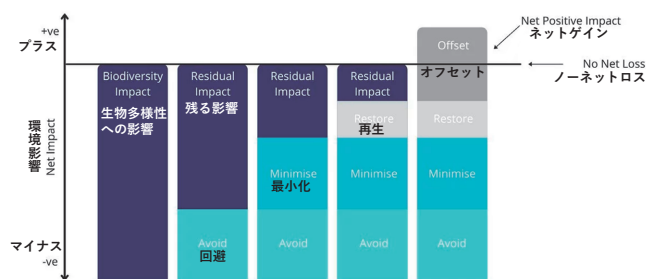 +ve
プラス
環境影響
Net Impact
マイナス
-ve
Biodiversity
Impact
生物多様性
への影響
Residual
Impact
残る影響
Avoid
回避
Residual
Impact
Minimise
最小化
Avoid
Residual
Impact
Restore
再生
Minimise
Avoid
Offset
オフセット
Restore
Minimise
Avoid
Net Positive Impact
ネットゲイン
No Net Loss
ノーネットロス